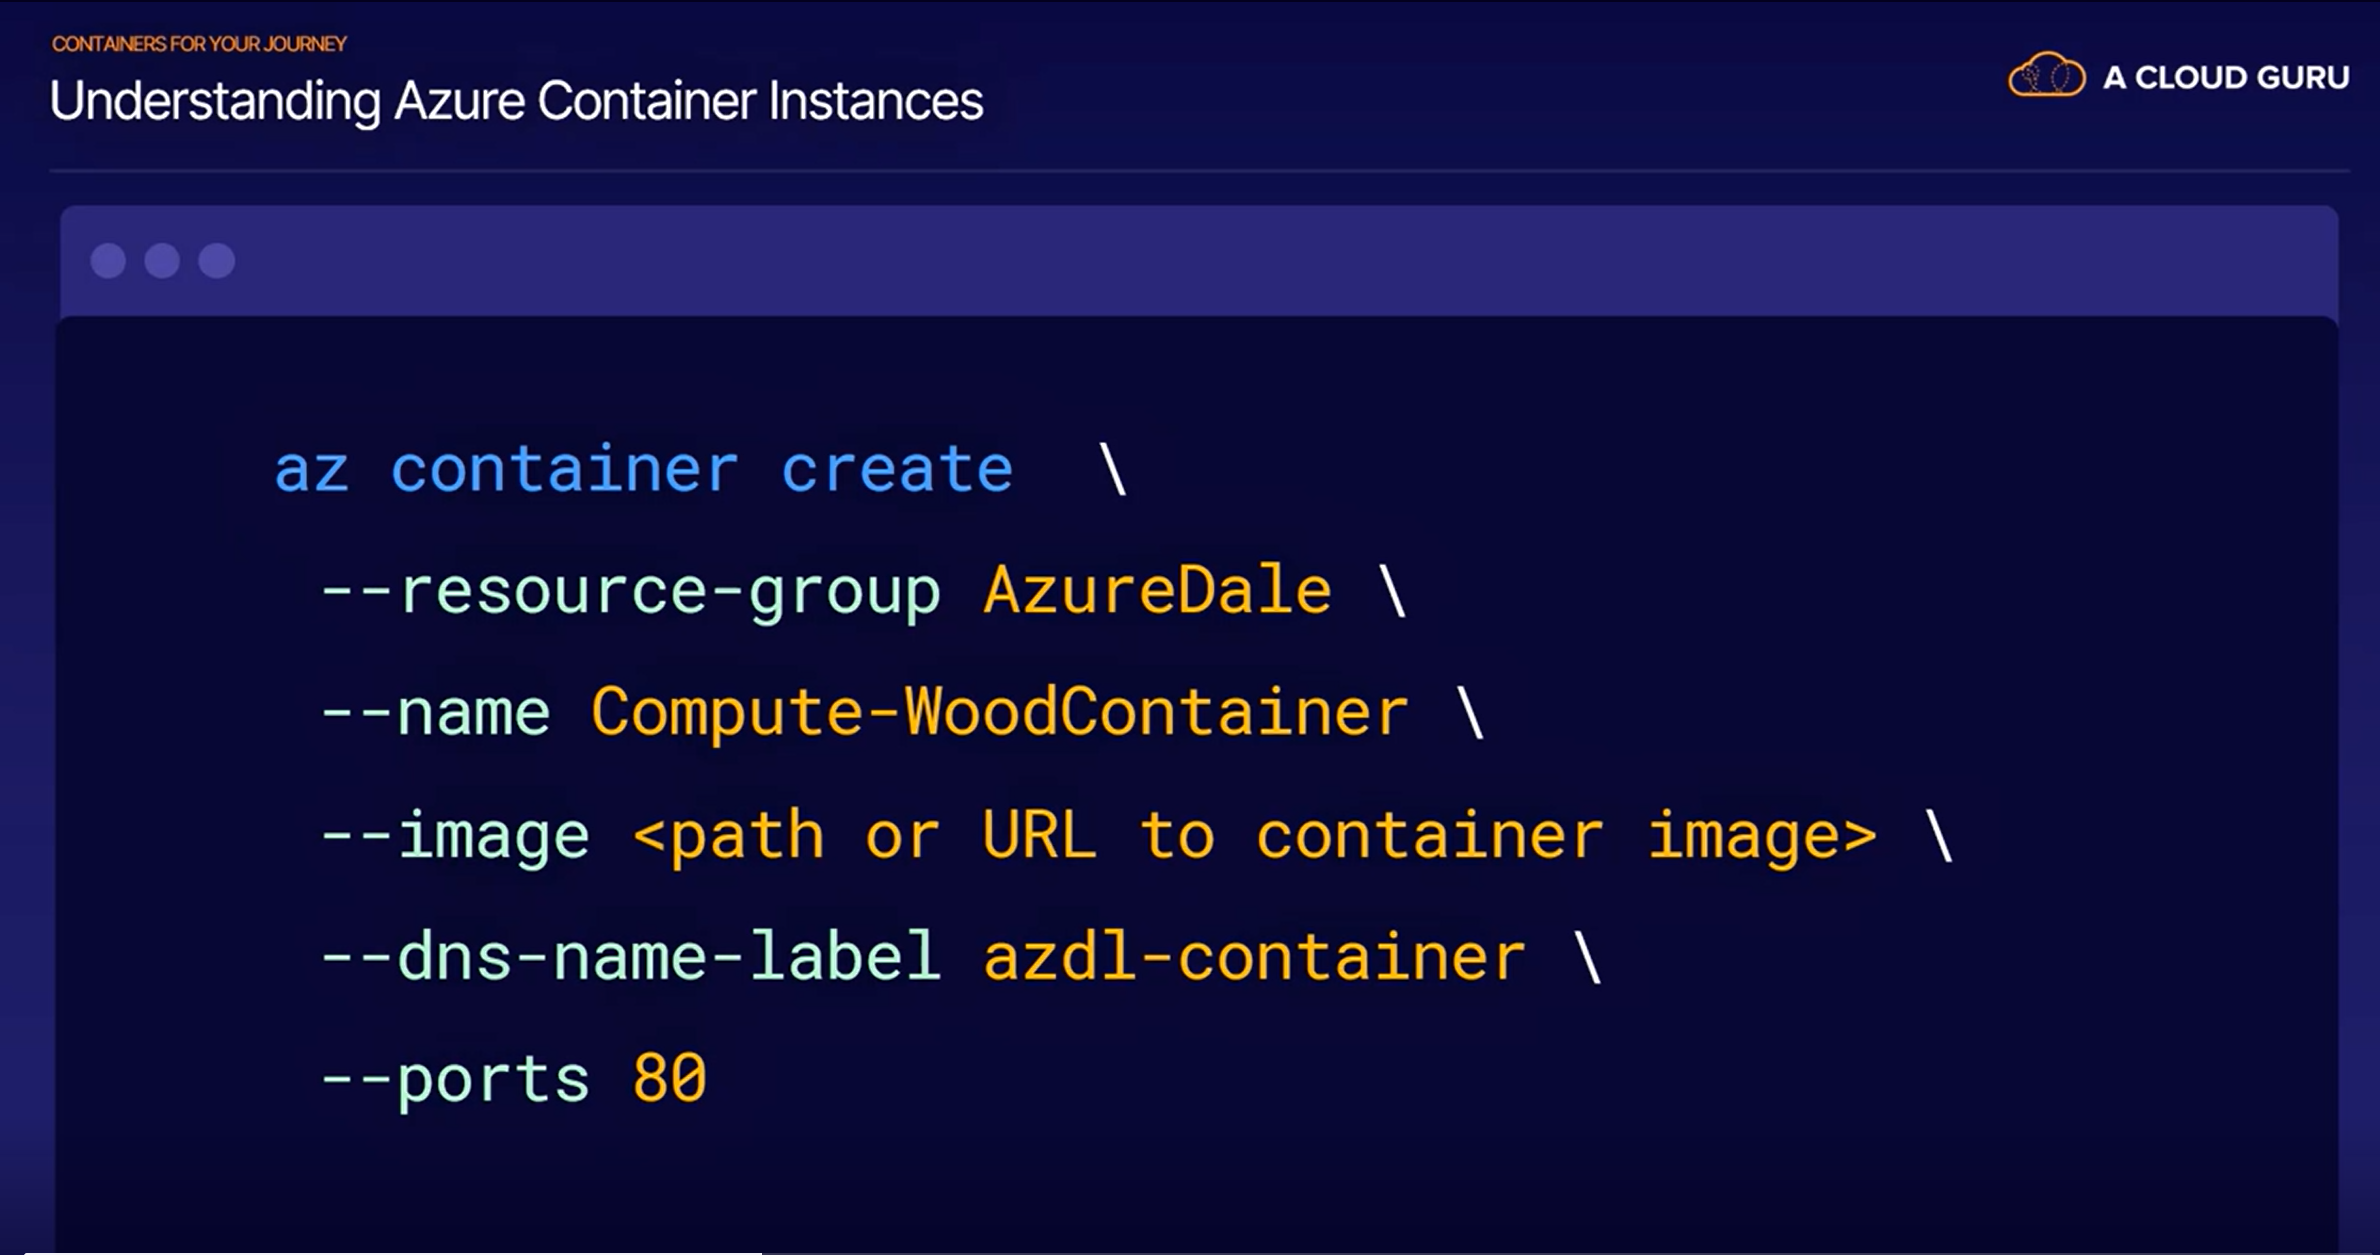 CONTAINERS FOR YOUR JOURNEY
Understanding Azure Container Instances
A CLOUD GURU
az container create  \
--resource-group AzureDale \
--name Compute-WoodContainer \
--image <path or URL to container image> \
--dns-name-label azdl-container \
--ports 80